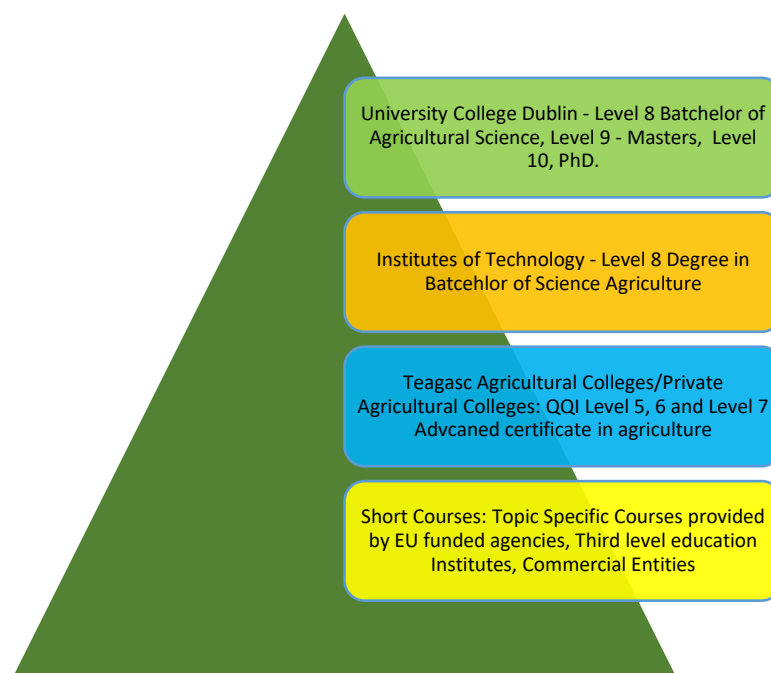 University College Dublin - Level 8 Batchelor of
Agricultural Science, Level 9 - Masters,  Level
10, PhD.
Institutes of Technology - Level 8 Degree in
Batcehlor of Science Agriculture
Teagasc Agricultural Colleges/Private
Agricultural Colleges: QQI Level 5, 6 and Level 7
Advcaned certificate in agriculture
Short Courses: Topic Specific Courses provided
by EU funded agencies, Third level education
Institutes, Commercial Entities